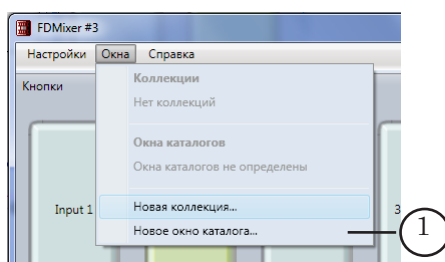 FDMixer #3
Настройки Окна Справка
Кнопки
Коллекции
Нет коллекций
Окна каталогов
Окна каталогов не определены
Input 1
Новая коллекция...
3
Новое окно каталога...
1